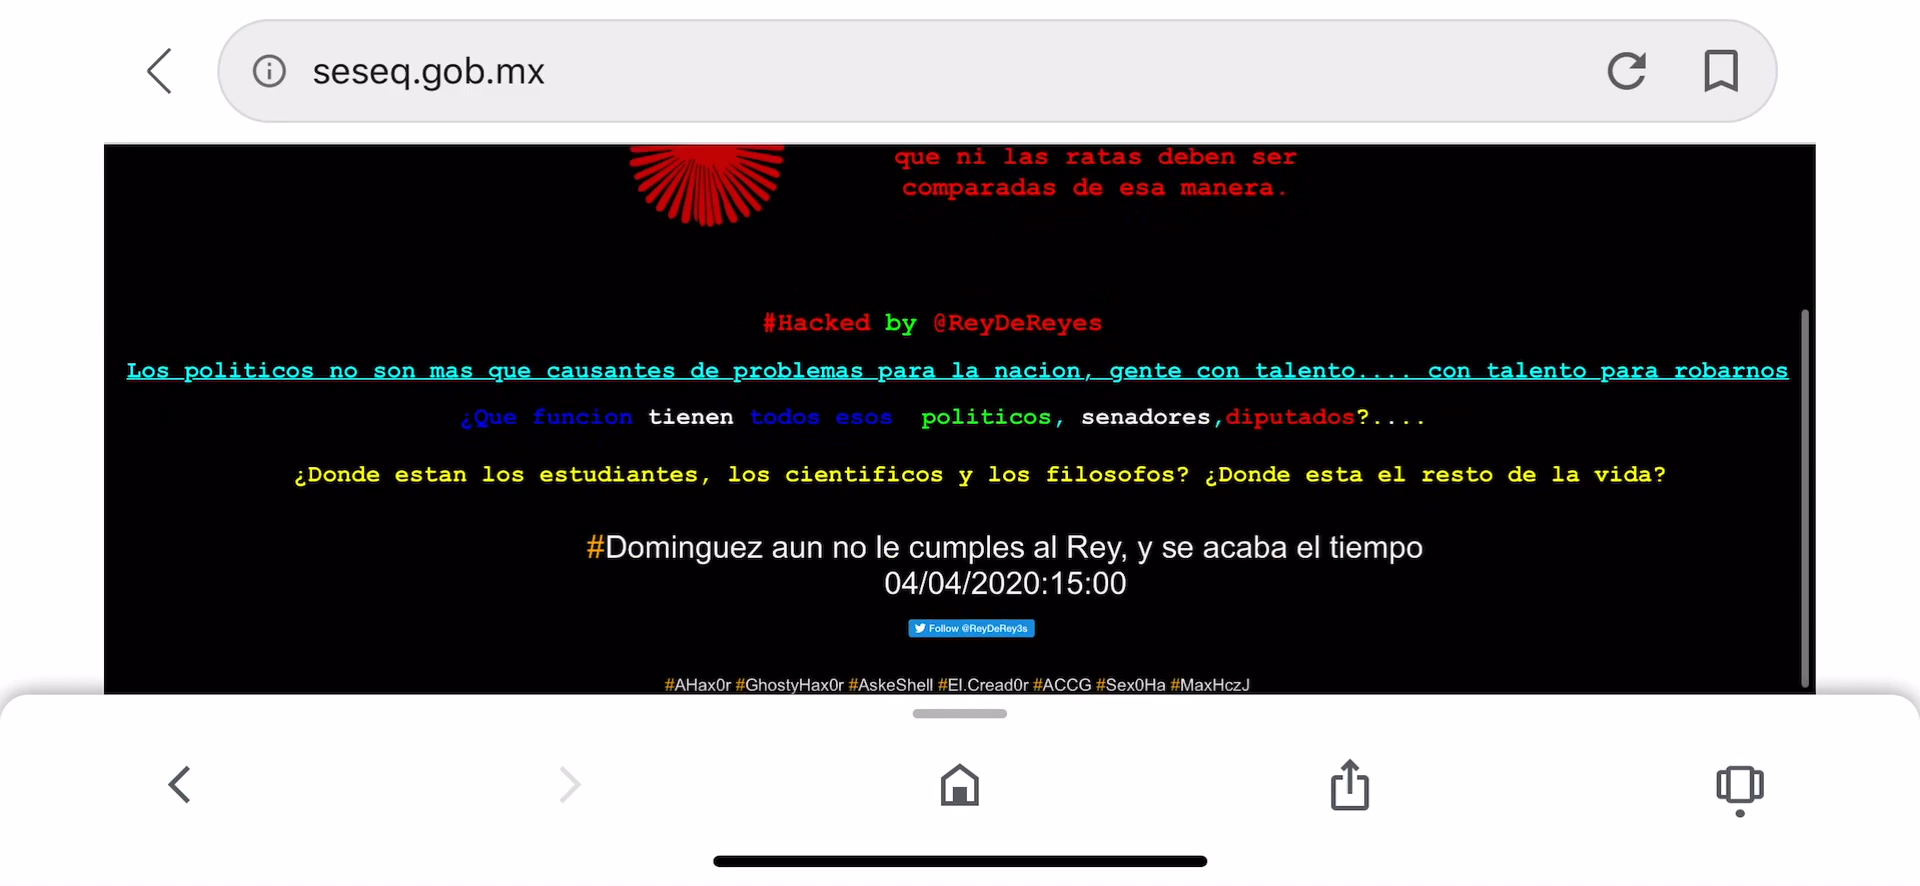 seseq.gob.mx
que ni las ratas deben ser
comparadas de esa manera.
#Hacked by @ReyDeReyes
Los politicos no son mas que causantes de problemas para la nacion, gente con talento.... con talento para robarnos
¿Que funcion tienen todos esos politicos, senadores,diputados?....
¿Donde estan los estudiantes, los cientificos y los filosofos? ¿Donde esta el resto de la vida?
#Dominguez aun no le cumples al Rey, y se acaba el tiempo
04/04/2020:15:00
Follow @ReyDeRey3s
#AHax0r #GhostyHax0r #AskeShell #El.Cread0r #ACCG #Sex0Ha #MaxHczJ